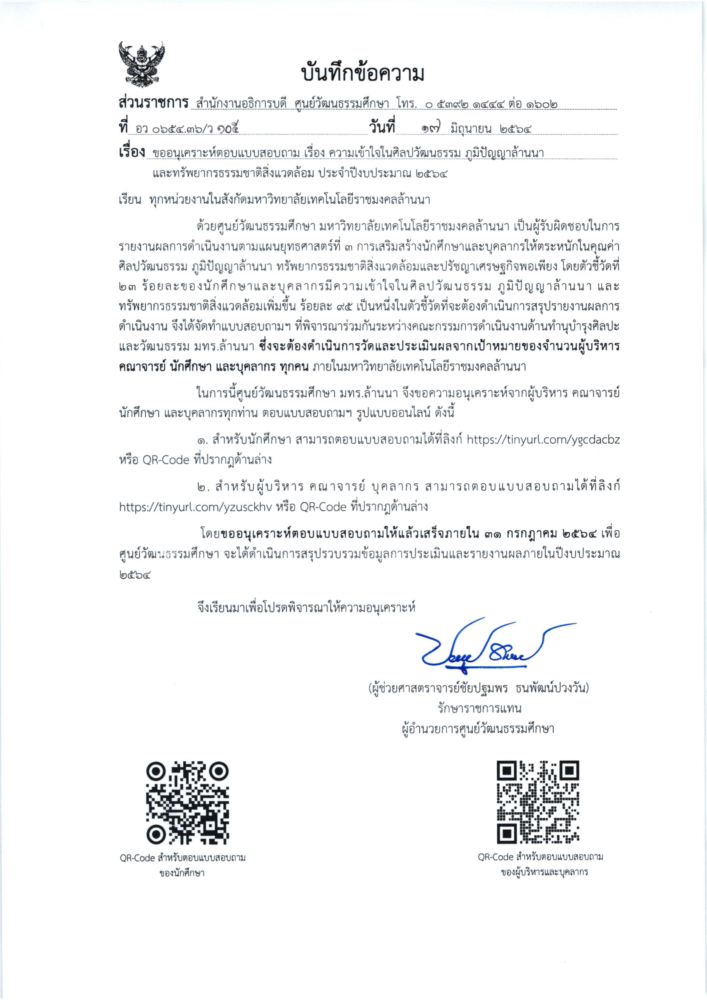 บันทึกข้อความ
ส่วนราชการ สำนักงานอธิการบดี ศูนย์วัฒนธรรมศึกษา โทร. ๐ ๕๓๙๒ ๑๔๔๔ ต่อ ๑๖๐๒
ที่ อว ๐๖๕๔.๓๖/ว ๑๐๕ วันที่ ๑๗ มิถุนายน ๒๕๖๔
เรื่อง ขออนุเคราะห์ตอบแบบสอบถาม เรื่อง ความเข้าใจในศิลปวัฒนธรรม ภูมิปัญญาล้านนา
และทรัพยากรธรรมชาติสิ่งแวดล้อม ประจำปีงบประมาณ ๒๕๖๔
เรียน ทุกหน่วยงานในสังกัดมหาวิทยาลัยเทคโนโลยีราชมงคลล้านนา
ด้วยศูนย์วัฒนธรรมศึกษา มหาวิทยาลัยเทคโนโลยีราชมงคลล้านนา เป็นผู้รับผิดชอบในการ
รายงานผลการดำเนินงานตามแผนยุทธศาสตร์ที่ ๓ การเสริมสร้างนักศึกษาและบุคลากรให้ตระหนักในคุณค่า
ศิลปวัฒนธรรม ภูมิปัญญาล้านนา ทรัพยากรธรรมชาติสิ่งแวดล้อมและปรัชญาเศรษฐกิจพอเพียง โดยตัวชี้วัดที่
๒๓ ร้อยละของนักศึกษาและบุคลากรมีความเข้าใจในศิลปวัฒนธรรม ภูมิปัญญาล้านนา และ
ทรัพยากรธรรมชาติสิ่งแวดล้อมเพิ่มขึ้น ร้อยละ ๙๕ เป็นหนึ่งในตัวชี้วัดที่จะต้องดำเนินการสรุปรายงานผลการ
ดำเนินงาน จึงได้จัดทำแบบสอบถามฯ ที่พิจารณาร่วมกันระหว่างคณะกรรมการดำเนินงานด้านทำนุบำรุงศิลปะ
และวัฒนธรรม มทร.ล้านนา ซึ่งจะต้องดำเนินการวัดและประเมินผลจากเป้าหมายของจำนวนผู้บริหาร
คณาจารย์ นักศึกษา และบุคลากร ทุกคน ภายในมหาวิทยาลัยเทคโนโลยีราชมงคลล้านนา
ในการนี้ศูนย์วัฒนธรรมศึกษา มทร.ล้านนา จึงขอความอนุเคราะห์จากผู้บริหาร คณาจารย์
นักศึกษา และบุคลากรทุกท่าน ตอบแบบสอบถามฯ รูปแบบออนไลน์ ดังนี้
๑. สำหรับนักศึกษา สามารถตอบแบบสอบถามได้ที่ลิงก์ https://tinyurl.com/ygcdacbz
หรือ QR-Code ที่ปรากฏด้านล่าง
๒. สำหรับผู้บริหาร คณาจารย์ บุคลากร สามารถตอบแบบสอบถามได้ที่ลิงก์
https://tinyurl.com/yzusckhv หรือ QR-Code ที่ปรากฏด้านล่าง
โดยขออนุเคราะห์ตอบแบบสอบถามให้แล้วเสร็จภายใน ๓๑ กรกฎาคม ๒๕๖๔ เพื่อ
ศูนย์วัฒนธรรมศึกษา จะได้ดำเนินการสรุปรวบรวมข้อมูลการประเมินและรายงานผลภายในปีงบประมาณ
๒๕๖๔
จึงเรียนมาเพื่อโปรดพิจารณาให้ความอนุเคราะห์
(ผู้ช่วยศาสตราจารย์ชัยปฐมพร ธนพัฒน์ปวงวัน)
รักษาราชการแทน
ผู้อำนวยการศูนย์วัฒนธรรมศึกษา
QR-Code สำหรับตอบแบบสอบถาม
ของนักศึกษา
QR-Code สำหรับตอบแบบสอบถาม
ของผู้บริหารและบุคลากร